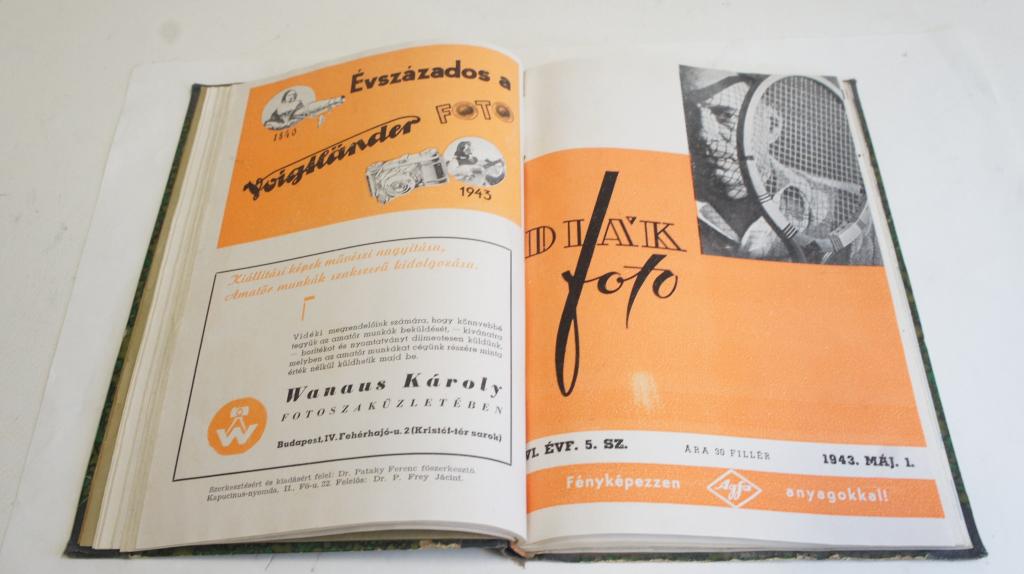 Évszázados a
1840
FOTO
Voigtländer
1943
Kiállítási képek művészi nagyítása,
Amatőr munkák szakszerű kidolgozása.
Vidéki megrendelőink számára, hogy könnyebbé
tegyük az amatőr munkák beküldését, — kívánatra
— borítékot és nyomtatványt díjmentesen küldünk,
melyben az amatőr munkákat cégünk részére minta
érték nélkül küldhetik majd be.
Wanaus Károly
FOTOSZAKÜZLETÉBEN
W
Budapest, IV. Fehérhajó-u. 2 (Kristóf-tér sarok)
Szerkesztésért és kiadásért felel: Dr. Pataky Ferenc főszerkesztő.
Kapucinus-nyomda, II., Fő-u. 32. Felelős: Dr. P. Frey Jácint.
DIÁK
foto
VI. ÉVF. 5. SZ.
ÁRA 30 FILLÉR
1943. MÁJ. 1.
Fényképezzen
Agfa
anyagokkal!